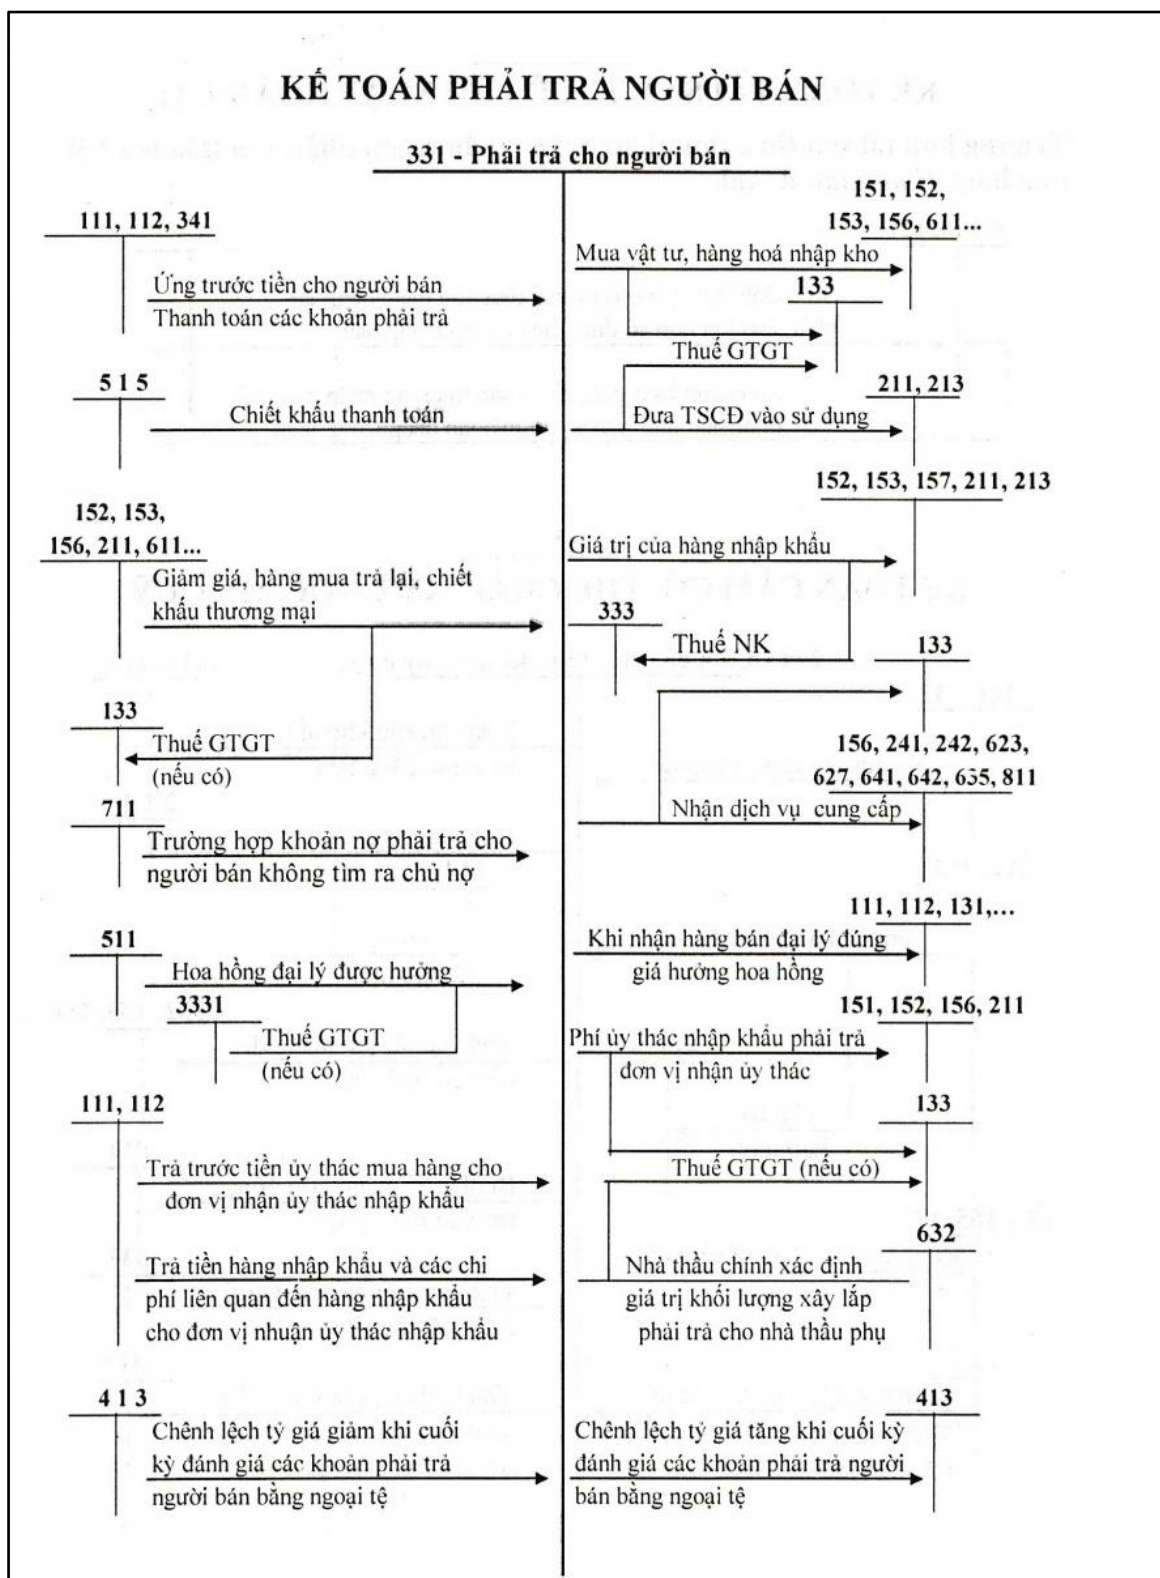 KẾ TOÁN PHẢI TRẢ NGƯỜI BÁN
331 - Phải trả cho người bán
111, 112, 341
Ứng trước tiền cho người bán
Thanh toán các khoản phải trả
5 1 5
Chiết khấu thanh toán
152, 153,
156, 211, 611...
Giảm giá, hàng mua trả lại, chiết
khấu thương mại
133
Thuế GTGT
(nếu có)
711
Trường hợp khoản nợ phải trả cho
người bán không tìm ra chủ nợ
511
Hoa hồng đại lý được hưởng
3331
Thuế GTGT
(nếu có)
111, 112
Trả trước tiền ủy thác mua hàng cho
đơn vị nhận ủy thác nhập khẩu
Trả tiền hàng nhập khẩu và các chi
phí liên quan đến hàng nhập khẩu
cho đơn vị nhuận ủy thác nhập khẩu
4 1 3
Chênh lệch tỷ giá giảm khi cuối
kỳ đánh giá các khoản phải trả
người bán bằng ngoại tệ
151, 152,
153, 156, 611...
Mua vật tư, hàng hoá nhập kho
133
Thuế GTGT
211, 213
Đưa TSCĐ vào sử dụng
152, 153, 157, 211, 213
Giá trị của hàng nhập khẩu
333
Thuế NK
133
156, 241, 242, 623,
627, 641, 642, 635, 811
Nhận dịch vụ cung cấp
111, 112, 131,...
Khi nhận hàng bán đại lý đúng
giá hưởng hoa hồng
151, 152, 156, 211
Phí ủy thác nhập khẩu phải trả
đơn vị nhận ủy thác
133
Thuế GTGT (nếu có)
632
Nhà thầu chính xác định
giá trị khối lượng xây lắp
phải trả cho nhà thầu phụ
413
Chênh lệch tỷ giá tăng khi cuối kỳ
đánh giá các khoản phải trả người
bán bằng ngoại tệ